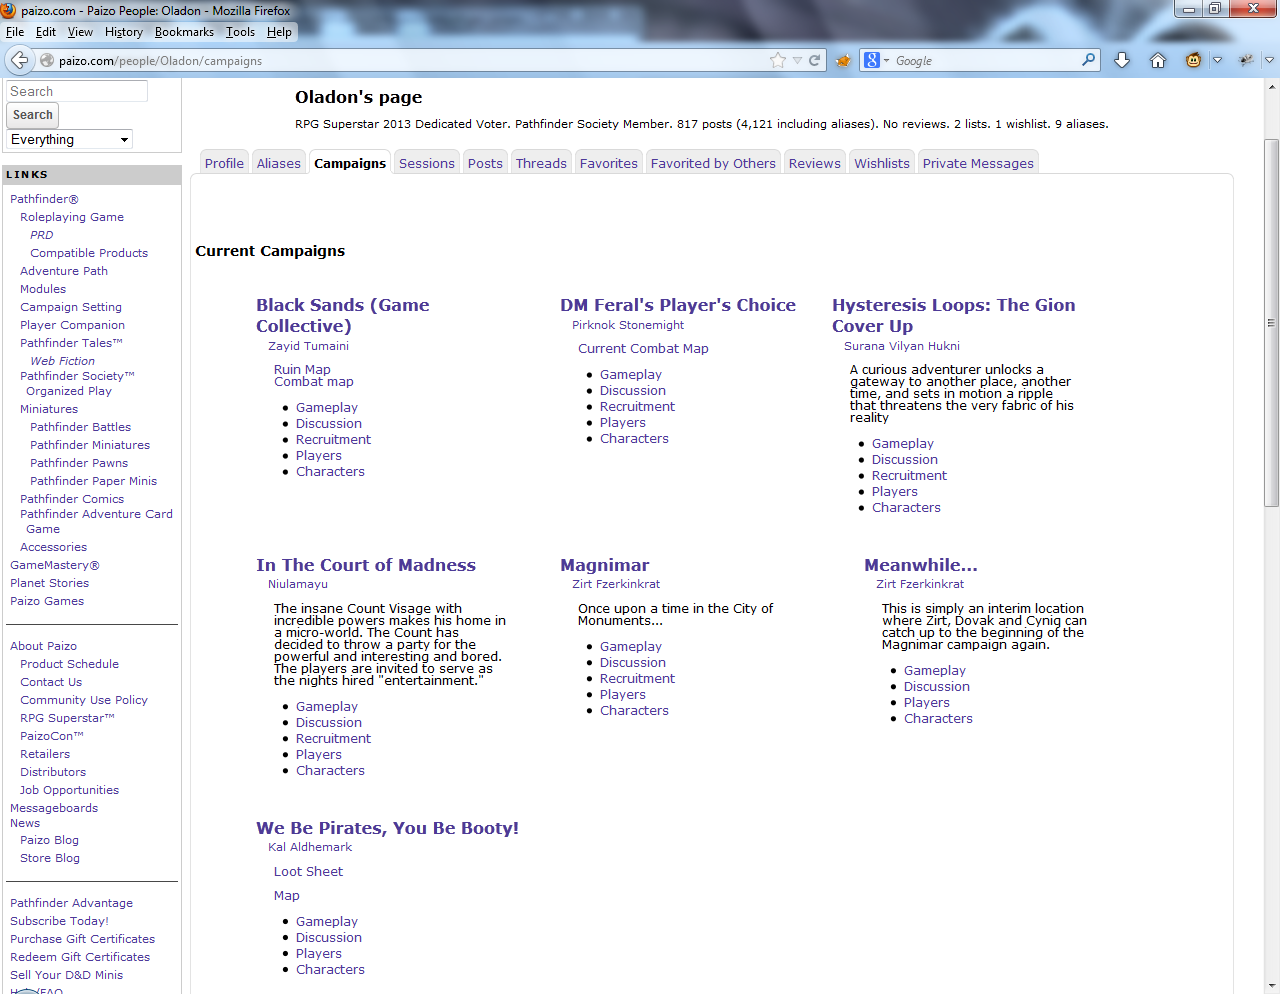 paizo.com - Paizo People: Oladon - Mozilla Firefox
File Edit View History Bookmarks Tools Help
paizo.com/people/Oladon/campaigns
Google
Search
Search
Everything
LINKS
Pathfinder®
Roleplaying Game
PRD
Compatible Products
Adventure Path
Modules
Campaign Setting
Player Companion
Pathfinder Tales™
Web Fiction
Pathfinder Society™
Organized Play
Miniatures
Pathfinder Battles
Pathfinder Miniatures
Pathfinder Pawns
Pathfinder Paper Minis
Pathfinder Comics
Pathfinder Adventure Card
Game
Accessories
GameMastery®
Planet Stories
Paizo Games
About Paizo
Product Schedule
Contact Us
Community Use Policy
RPG Superstar™
PaizoCon™
Retailers
Distributors
Job Opportunities
Messageboards
News
Paizo Blog
Store Blog
Pathfinder Advantage
Subscribe Today!
Purchase Gift Certificates
Redeem Gift Certificates
Sell Your D&D Minis
Oladon's page
RPG Superstar 2013 Dedicated Voter. Pathfinder Society Member. 817 posts (4,121 including aliases). No reviews. 2 lists. 1 wishlist. 9 aliases.
Profile Aliases Campaigns Sessions Posts Threads Favorites Favorited by Others Reviews Wishlists Private Messages
Current Campaigns
Black Sands (Game
Collective)
Zayid Tumaini
Ruin Map
Combat map
Gameplay
Discussion
Recruitment
Players
Characters
DM Feral's Player's Choice
Pirknok Stonemight
Current Combat Map
Gameplay
Discussion
Recruitment
Players
Characters
Hysteresis Loops: The Gion
Cover Up
Surana Vilyan Hukni
A curious adventurer unlocks a
gateway to another place, another
time, and sets in motion a ripple
that threatens the very fabric of his
reality
Gameplay
Discussion
Recruitment
Players
Characters
In The Court of Madness
Niulamayu
The insane Count Visage with
incredible powers makes his home in
a micro-world. The Count has
decided to throw a party for the
powerful and interesting and bored.
The players are invited to serve as
the nights hired "entertainment."
Gameplay
Discussion
Recruitment
Players
Characters
Magnimar
Zirt Fzerkinkrat
Once upon a time in the City of
Monuments...
Gameplay
Discussion
Recruitment
Players
Characters
Meanwhile...
Zirt Fzerkinkrat
This is simply an interim location
where Zirt, Dovak and Cyniq can
catch up to the beginning of the
Magnimar campaign again.
Gameplay
Discussion
Players
Characters
We Be Pirates, You Be Booty!
Kal Aldhemark
Loot Sheet
Map
Gameplay
Discussion
Players
Characters